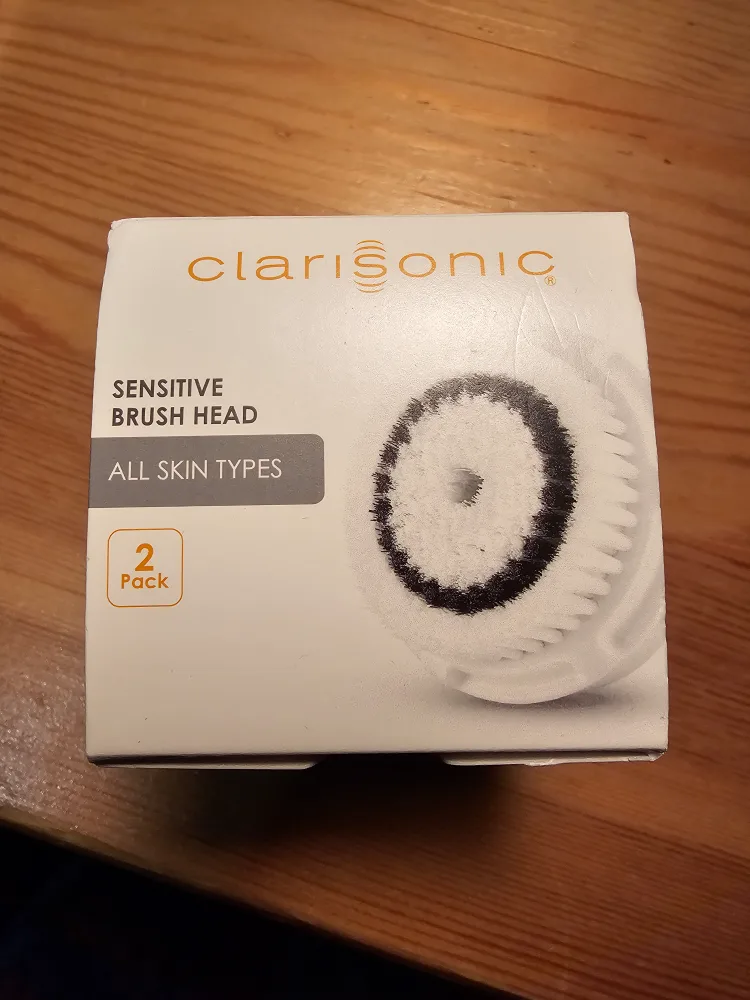 clarisonic®
SENSITIVE
BRUSH HEAD
ALL SKIN TYPES
2
Pack